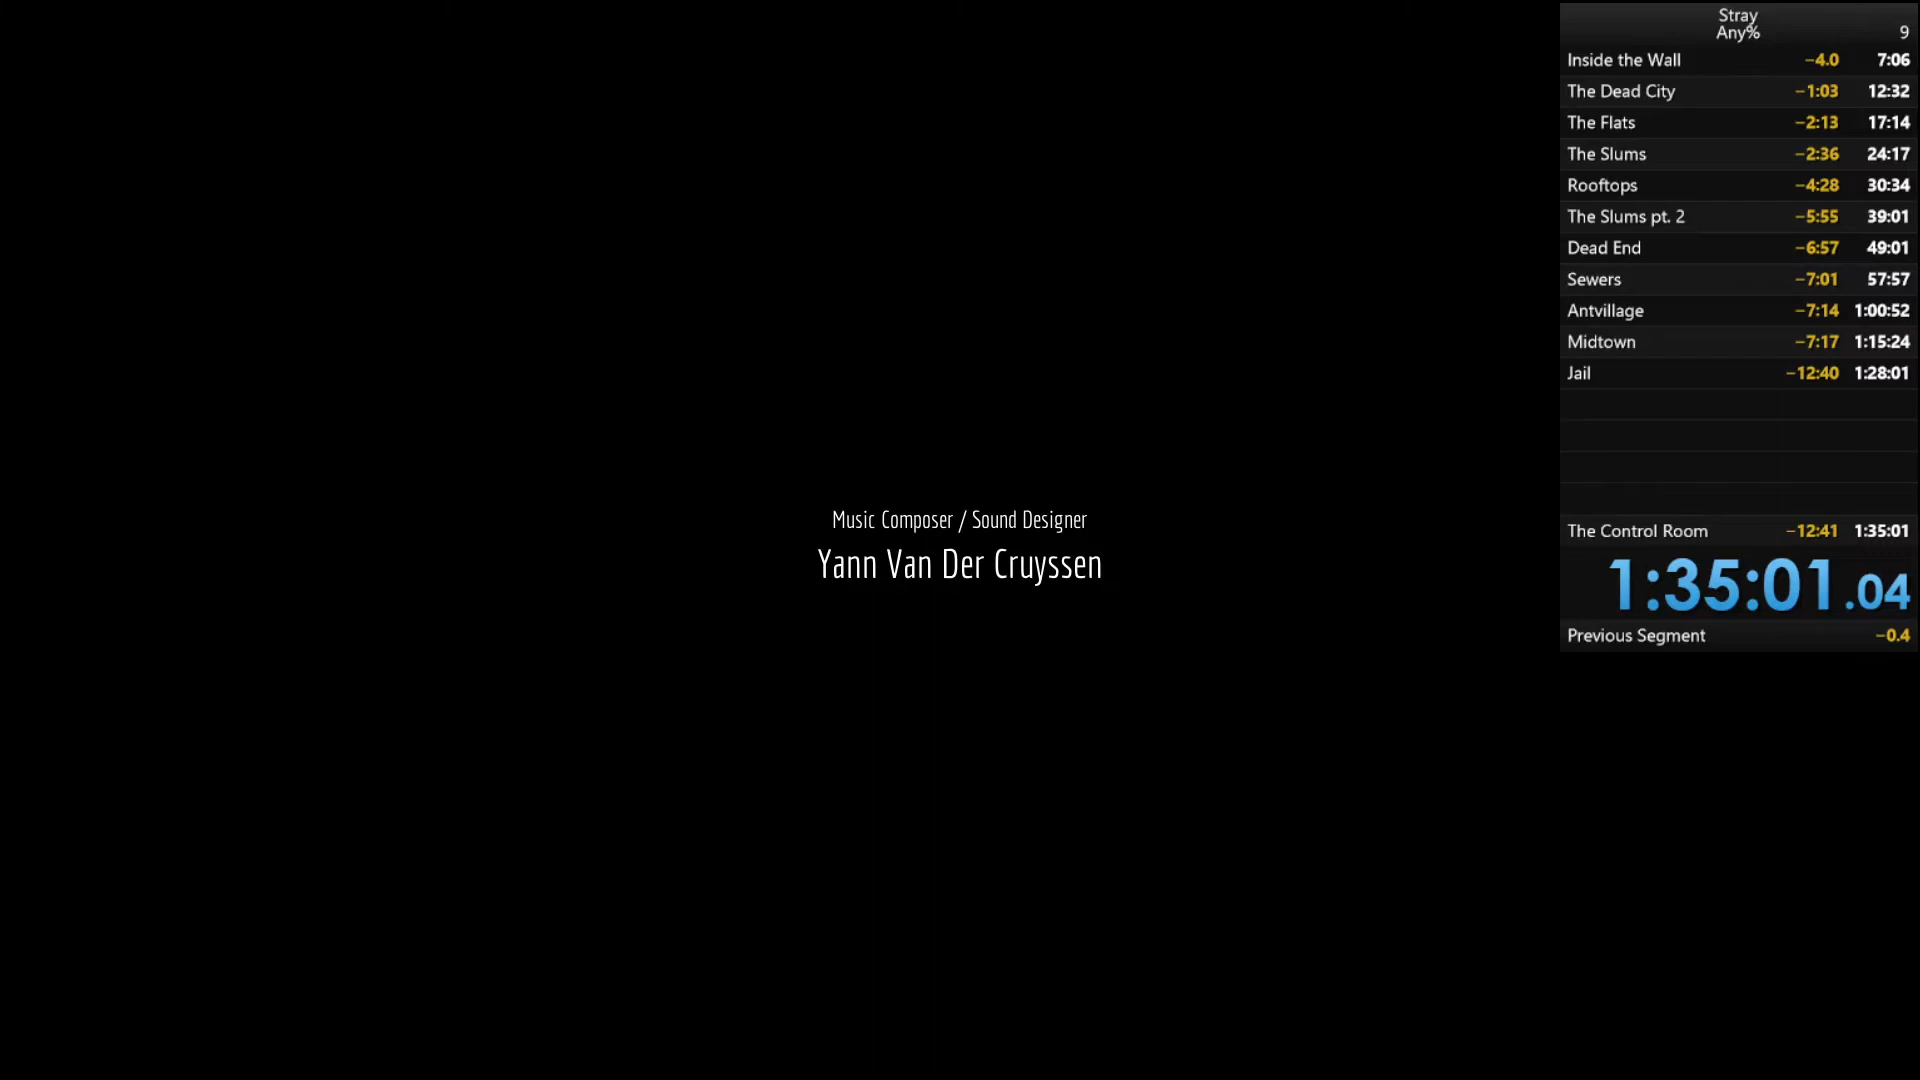 Stray
Any%
9
Inside the Wall −4.0 7:06
The Dead City −1:03 12:32
The Flats −2:13 17:14
The Slums −2:36 24:17
Rooftops −4:28 30:34
The Slums pt. 2 −5:55 39:01
Dead End −6:57 49:01
Sewers −7:01 57:57
Antvillage −7:14 1:00:52
Midtown −7:17 1:15:24
Jail −12:40 1:28:01
Music Composer / Sound Designer
Yann Van Der Cruyssen
The Control Room −12:41 1:35:01
1:35:01.04
Previous Segment −0.4